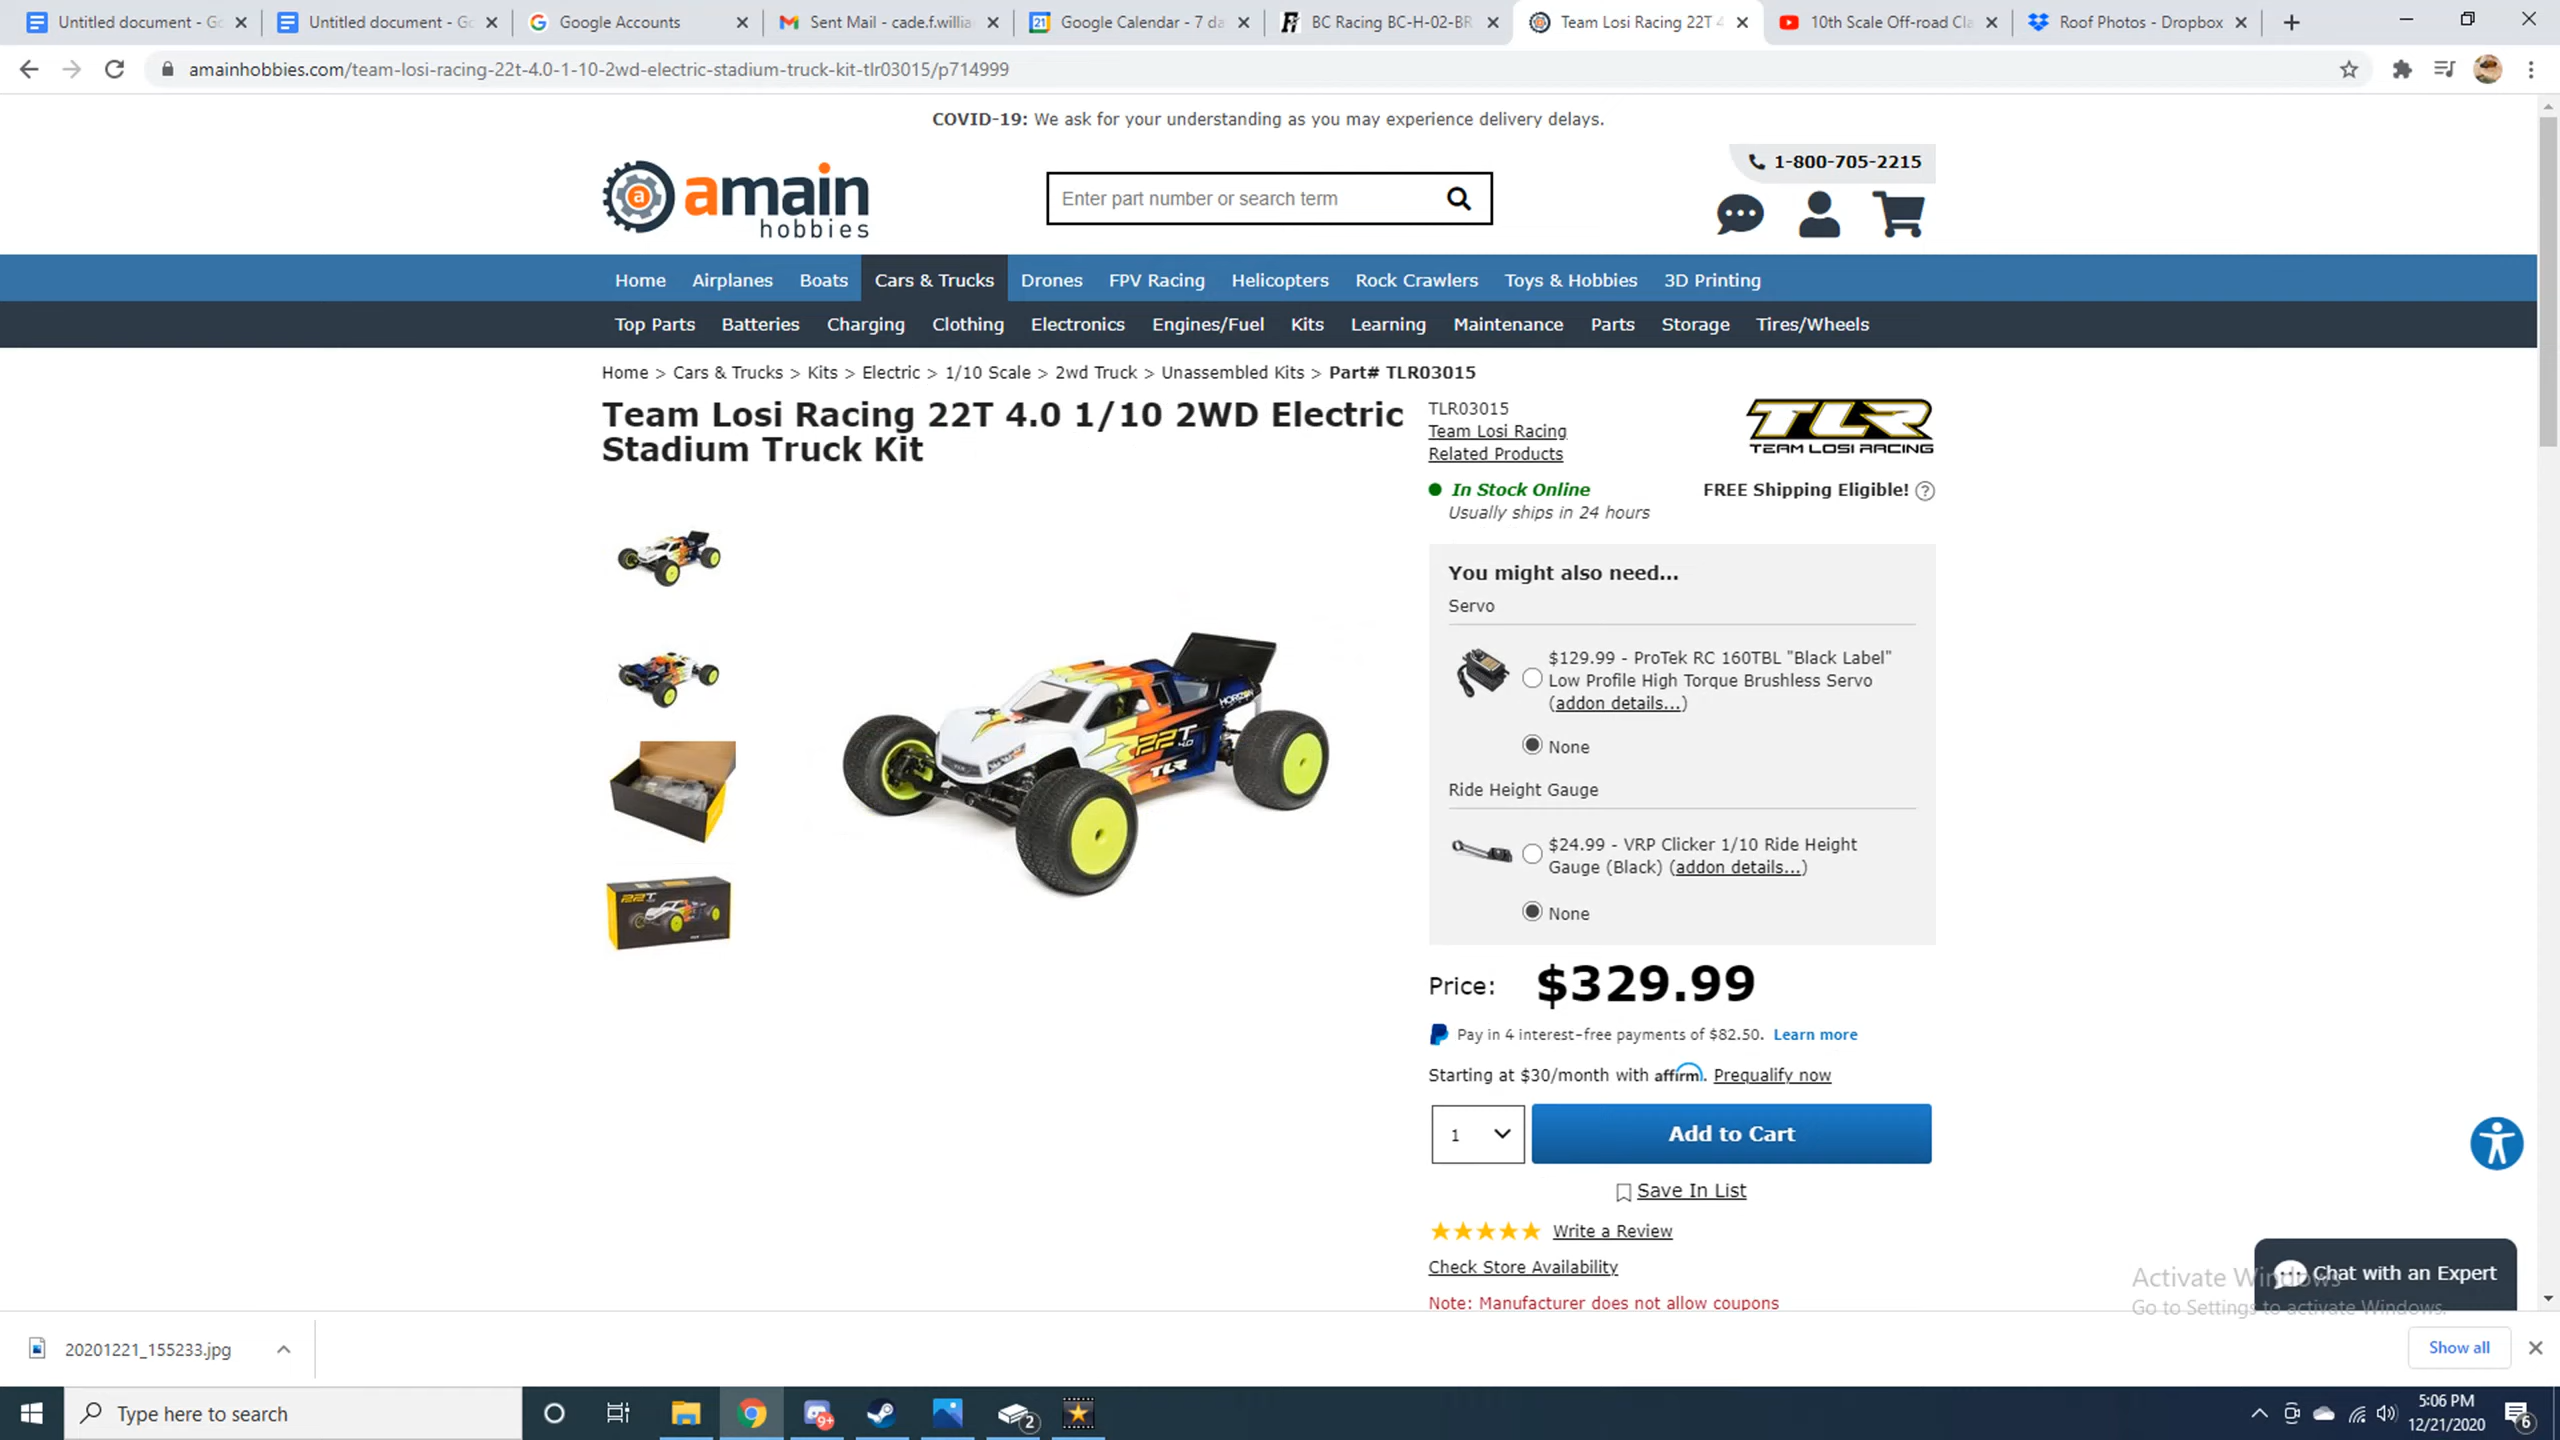 Untitled document - Go
Untitled document - Go
Google Accounts
Sent Mail - cade.f.willia
Google Calendar - 7 da
BC Racing BC-H-02-BR
Team Losi Racing 22T 4
10th Scale Off-road Cla
Roof Photos - Dropbox
amainhobbies.com/team-losi-racing-22t-4.0-1-10-2wd-electric-stadium-truck-kit-tlr03015/p714999
COVID-19: We ask for your understanding as you may experience delivery delays.
a amain
hobbies
Enter part number or search term
1-800-705-2215
Home Airplanes Boats Cars & Trucks Drones FPV Racing Helicopters Rock Crawlers Toys & Hobbies 3D Printing
Top Parts Batteries Charging Clothing Electronics Engines/Fuel Kits Learning Maintenance Parts Storage Tires/Wheels
Home > Cars & Trucks > Kits > Electric > 1/10 Scale > 2wd Truck > Unassembled Kits > Part# TLR03015
Team Losi Racing 22T 4.0 1/10 2WD Electric
Stadium Truck Kit
TLR03015
Team Losi Racing
Related Products
TLR
TEAM LOSI RACING
In Stock Online
Usually ships in 24 hours
FREE Shipping Eligible! ?
You might also need...
Servo
$129.99 - ProTek RC 160TBL "Black Label"
Low Profile High Torque Brushless Servo
(addon details...)
None
Ride Height Gauge
$24.99 - VRP Clicker 1/10 Ride Height
Gauge (Black) (addon details...)
None
HORIZON
22T
4.0
TLR
22T
Price: $329.99
Pay in 4 interest-free payments of $82.50. Learn more
Starting at $30/month with affirm. Prequalify now
1
Add to Cart
Save In List
Write a Review
Check Store Availability
Note: Manufacturer does not allow coupons
Chat with an Expert
Activate Windows
Go to Settings to activate Windows.
20201221_155233.jpg
Show all
Type here to search
9+
2
5:06 PM
12/21/2020
6